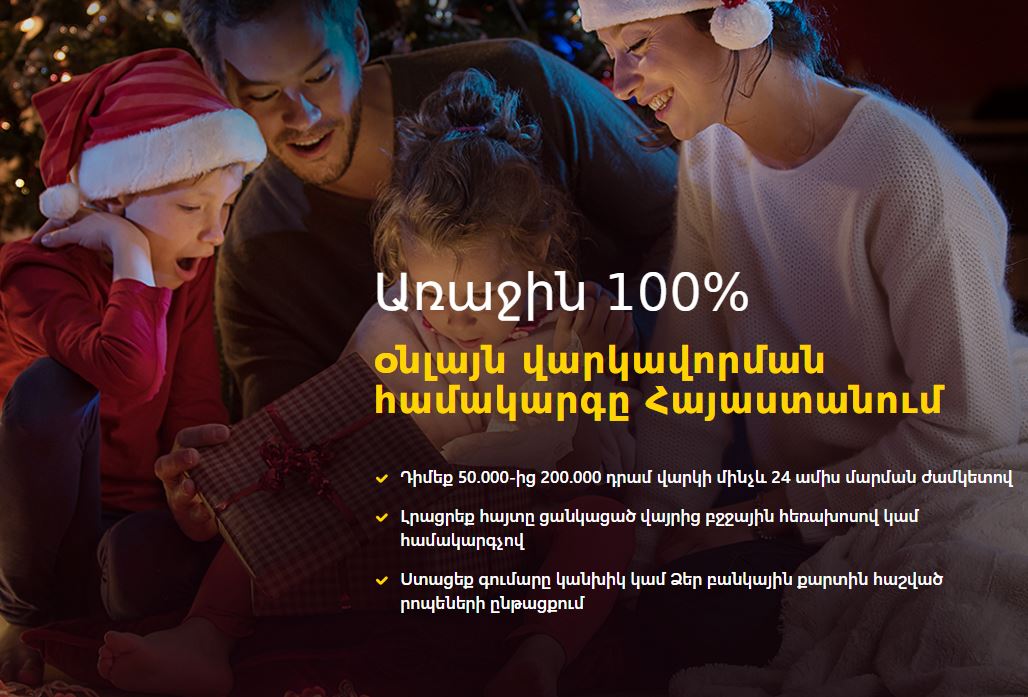 Առաջին 100%
օնլայն վարկավորման
համակարգը Հայաստանում
Դիմեք 50.000-ից 200.000 դրամ վարկի մինչև 24 ամիս մարման ժամկետով
Լրացրեք հայտը ցանկացած վայրից բջջային հեռախոսով կամ
համակարգչով
Ստացեք գումարը կանխիկ կամ Ձեր բանկային քարտին հաշված
րոպեների ընթացքում